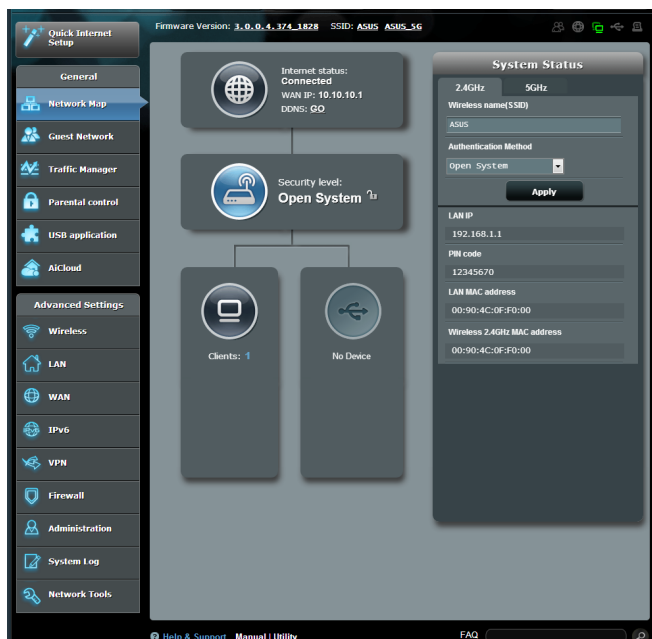 Quick Internet
Setup
Firmware Version: 3.0.0.4.374_1828 SSID: ASUS ASUS_5G
General
Network Map
Guest Network
Traffic Manager
Parental control
USB application
AiCloud
Advanced Settings
Wireless
LAN
WAN
IPv6
VPN
Firewall
Administration
System Log
Network Tools
Internet status:
Connected
WAN IP: 10.10.10.1
DDNS: GO
Security level:
Open System
Clients: 1
No Device
System Status
2.4GHz 5GHz
Wireless name(SSID)
ASUS
Authentication Method
Open System
Apply
LAN IP
192.168.1.1
PIN code
12345670
LAN MAC address
00:90:4C:0F:F0:00
Wireless 2.4GHz MAC address
00:90:4C:0F:F0:00
Help & Support Manual | Utility FAQ